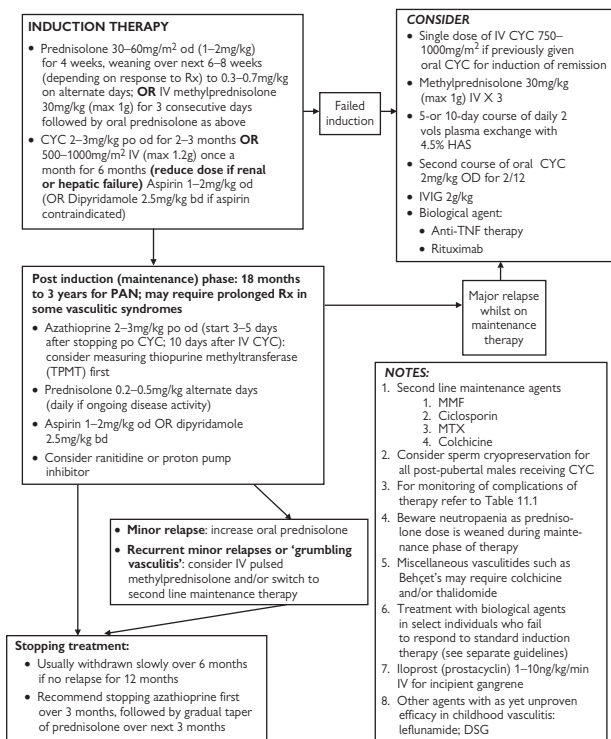 INDUCTION THERAPY
• Prednisolone 30–60mg/m² od (1–2mg/kg)
for 4 weeks, weaning over next 6–8 weeks
(depending on response to Rx) to 0.3–0.7mg/kg
on alternate days; OR IV methylprednisolone
30mg/kg (max 1g) for 3 consecutive days
followed by oral prednisolone as above
• CYC 2–3mg/kg po od for 2–3 months OR
500–1000mg/m² IV (max 1.2g) once a
month for 6 months (reduce dose if renal
or hepatic failure) Aspirin 1–2mg/kg od
(OR Dipyridamole 2.5mg/kg bd if aspirin
contraindicated)
Failed
induction
CONSIDER
• Single dose of IV CYC 750–
1000mg/m² if previously given
oral CYC for induction of remission
• Methylprednisolone 30mg/kg
(max 1g) IV X 3
• 5-or 10-day course of daily 2
vols plasma exchange with
4.5% HAS
• Second course of oral CYC
2mg/kg OD for 2/12
• IVIG 2g/kg
• Biological agent:
• Anti-TNF therapy
• Rituximab
Post induction (maintenance) phase: 18 months
to 3 years for PAN; may require prolonged Rx in
some vasculitic syndromes
• Azathioprine 2–3mg/kg po od (start 3–5 days
after stopping po CYC; 10 days after IV CYC):
consider measuring thiopurine methyltransferase
(TPMT) first
• Prednisolone 0.2–0.5mg/kg alternate days
(daily if ongoing disease activity)
• Aspirin 1–2mg/kg od OR dipyridamole
2.5mg/kg bd
• Consider ranitidine or proton pump
inhibitor
Major relapse
whilst on
maintenance
therapy
• Minor relapse: increase oral prednisolone
• Recurrent minor relapses or ‘grumbling
vasculitis’: consider IV pulsed
methylprednisolone and/or switch to
second line maintenance therapy
Stopping treatment:
• Usually withdrawn slowly over 6 months
if no relapse for 12 months
• Recommend stopping azathioprine first
over 3 months, followed by gradual taper
of prednisolone over next 3 months
NOTES:
1. Second line maintenance agents
1. MMF
2. Ciclosporin
3. MTX
4. Colchicine
2. Consider sperm cryopreservation for
all post-pubertal males receiving CYC
3. For monitoring of complications of
therapy refer to Table 11.1
4. Beware neutropaenia as predniso-
lone dose is weaned during mainte-
nance phase of therapy
5. Miscellaneous vasculitides such as
Behçet’s may require colchicine
and/or thalidomide
6. Treatment with biological agents
in select individuals who fail
to respond to standard induction
therapy (see separate guidelines)
7. Iloprost (prostacyclin) 1–10ng/kg/min
IV for incipient gangrene
8. Other agents with as yet unproven
efficacy in childhood vasculitis:
leflunamide; DSG